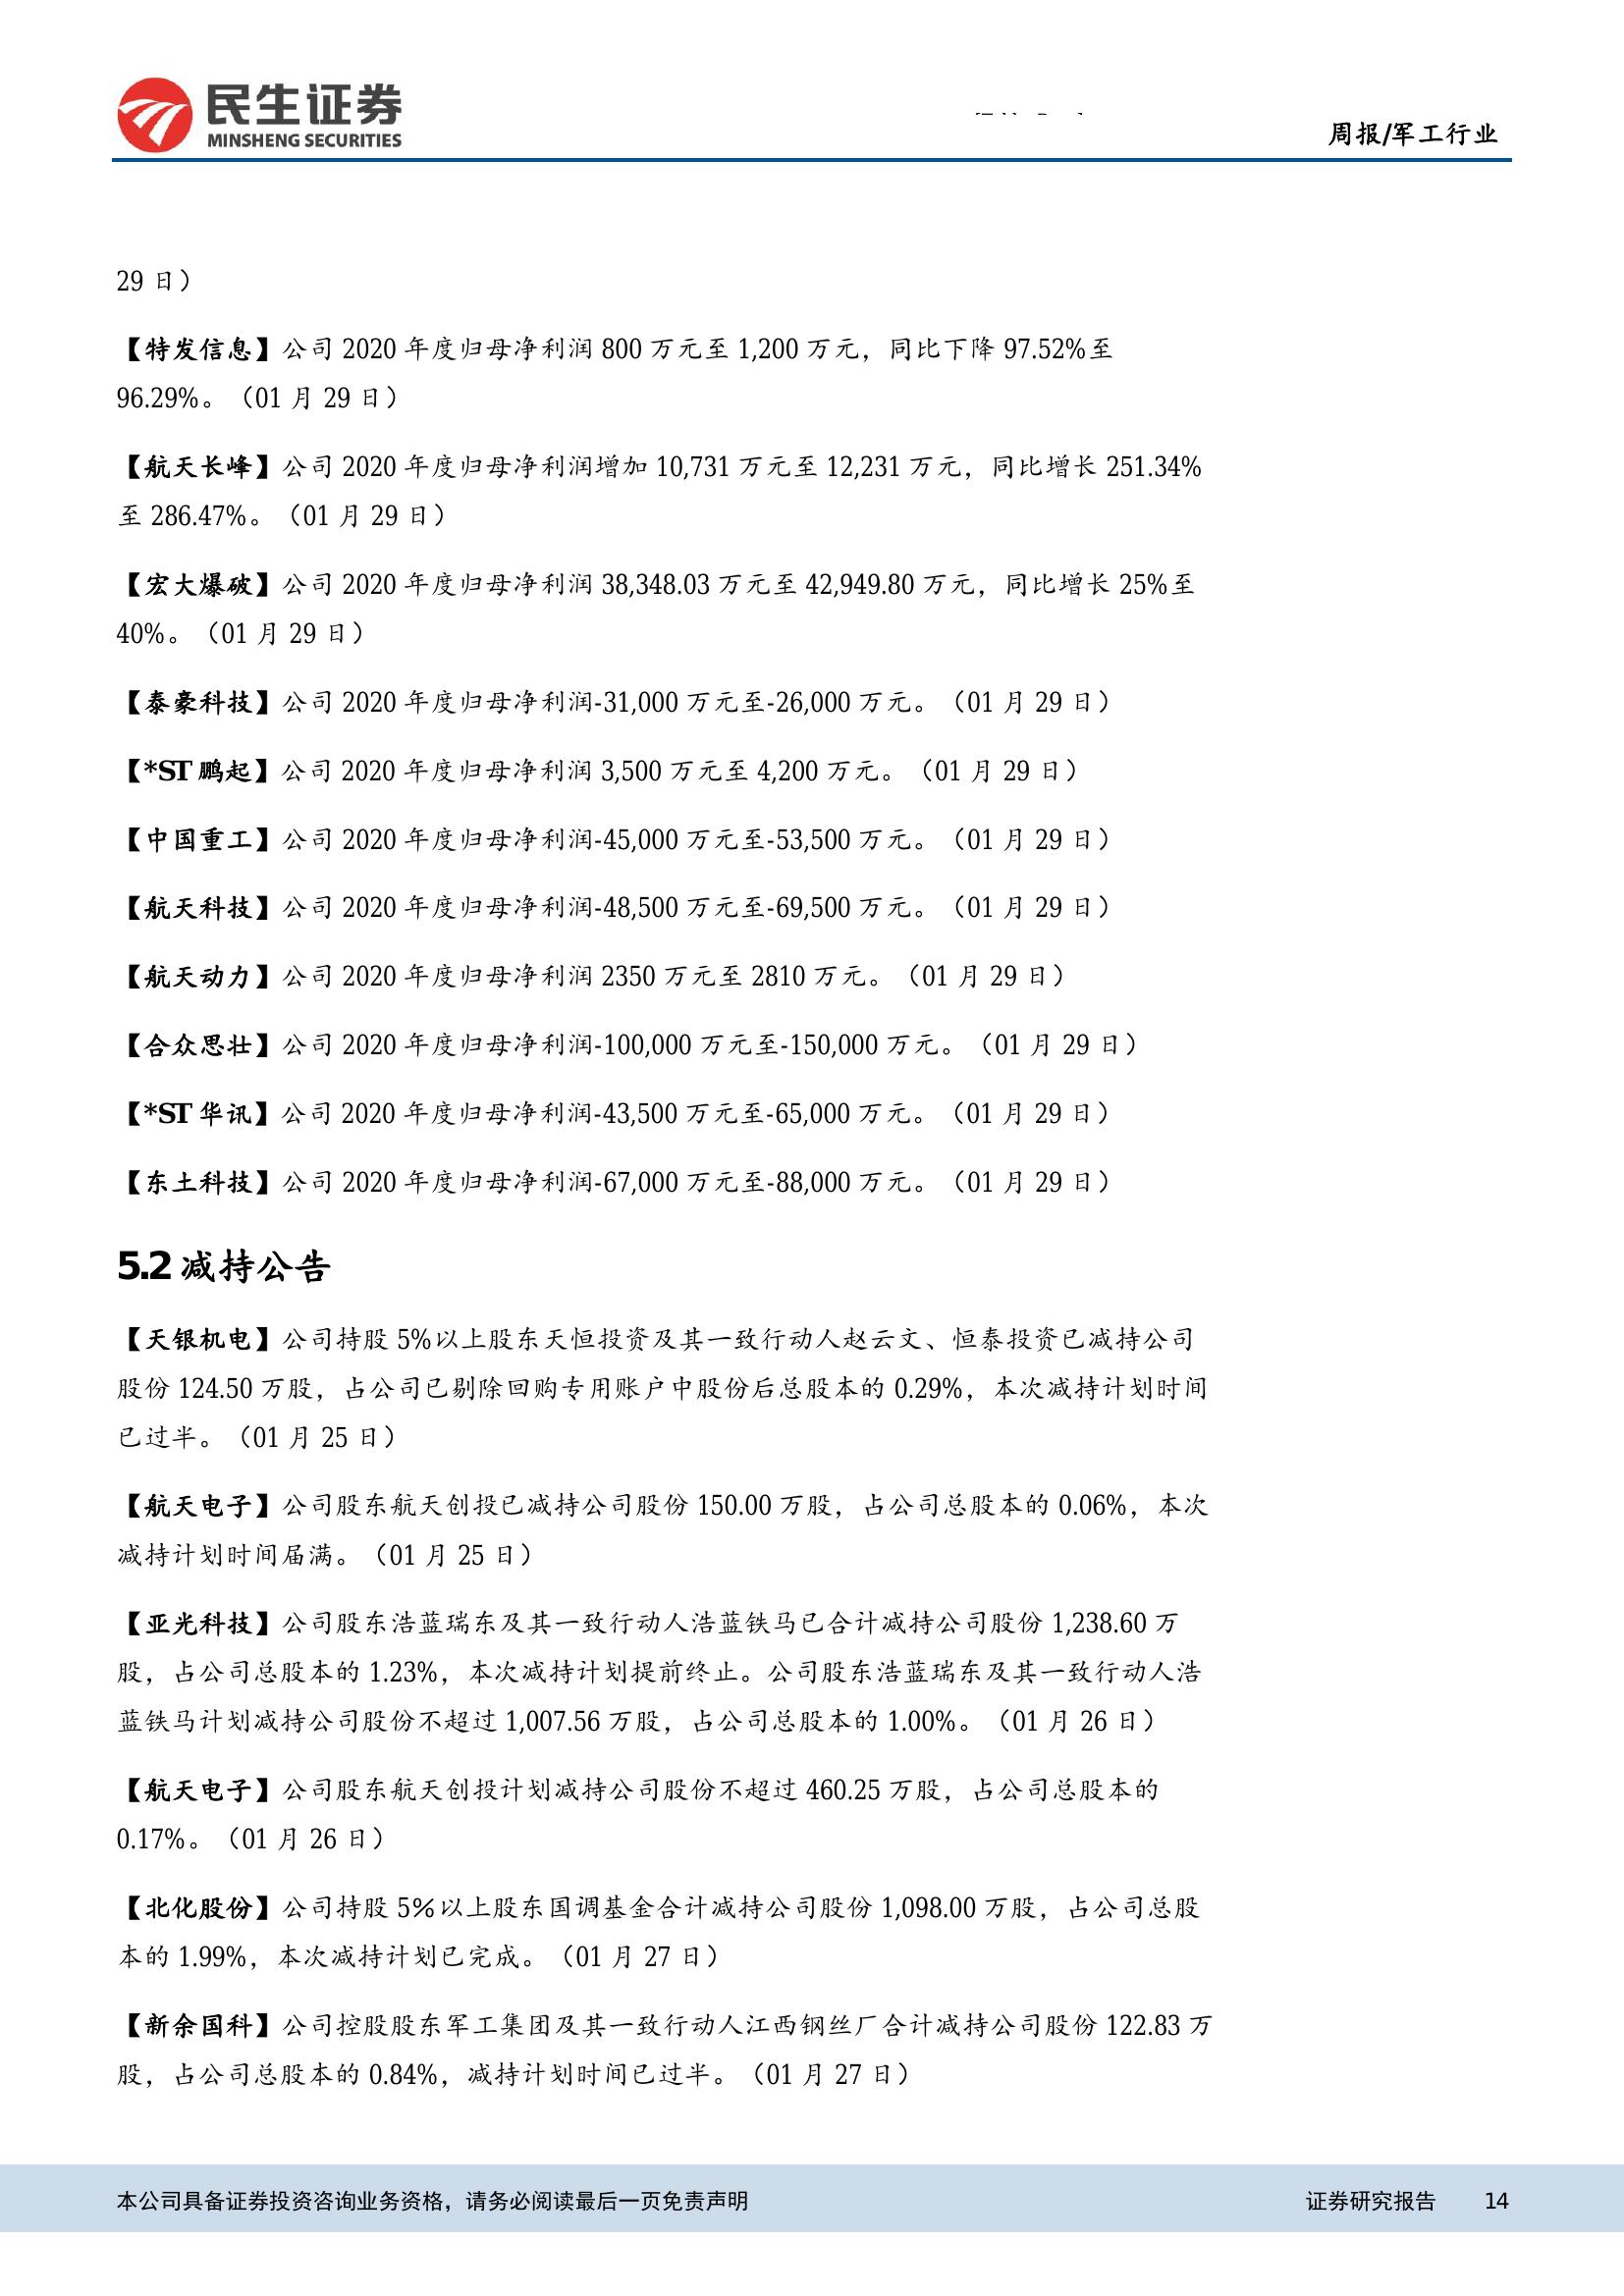 民生证券
MINSHENG SECURITIES
周报/军工行业
29 日）
【特发信息】公司 2020 年度归母净利润 800 万元至 1,200 万元，同比下降 97.52%至
96.29%。（01 月 29 日）
【航天长峰】公司 2020 年度归母净利润增加 10,731 万元至 12,231 万元，同比增长 251.34%
至 286.47%。（01 月 29 日）
【宏大爆破】公司 2020 年度归母净利润 38,348.03 万元至 42,949.80 万元，同比增长 25%至
40%。（01 月 29 日）
【泰豪科技】公司 2020 年度归母净利润-31,000 万元至-26,000 万元。（01 月 29 日）
【*ST 鹏起】公司 2020 年度归母净利润 3,500 万元至 4,200 万元。（01 月 29 日）
【中国重工】公司 2020 年度归母净利润-45,000 万元至-53,500 万元。（01 月 29 日）
【航天科技】公司 2020 年度归母净利润-48,500 万元至-69,500 万元。（01 月 29 日）
【航天动力】公司 2020 年度归母净利润 2350 万元至 2810 万元。（01 月 29 日）
【合众思壮】公司 2020 年度归母净利润-100,000 万元至-150,000 万元。（01 月 29 日）
【*ST 华讯】公司 2020 年度归母净利润-43,500 万元至-65,000 万元。（01 月 29 日）
【东土科技】公司 2020 年度归母净利润-67,000 万元至-88,000 万元。（01 月 29 日）
5.2 减持公告
【天银机电】公司持股 5%以上股东天恒投资及其一致行动人赵云文、恒泰投资已减持公司
股份 124.50 万股，占公司已剔除回购专用账户中股份后总股本的 0.29%，本次减持计划时间
已过半。（01 月 25 日）
【航天电子】公司股东航天创投已减持公司股份 150.00 万股，占公司总股本的 0.06%，本次
减持计划时间届满。（01 月 25 日）
【亚光科技】公司股东浩蓝瑞东及其一致行动人浩蓝铁马已合计减持公司股份 1,238.60 万
股，占公司总股本的 1.23%，本次减持计划提前终止。公司股东浩蓝瑞东及其一致行动人浩
蓝铁马计划减持公司股份不超过 1,007.56 万股，占公司总股本的 1.00%。（01 月 26 日）
【航天电子】公司股东航天创投计划减持公司股份不超过 460.25 万股，占公司总股本的
0.17%。（01 月 26 日）
【北化股份】公司持股 5%以上股东国调基金合计减持公司股份 1,098.00 万股，占公司总股
本的 1.99%，本次减持计划已完成。（01 月 27 日）
【新余国科】公司控股股东军工集团及其一致行动人江西钢丝厂合计减持公司股份 122.83 万
股，占公司总股本的 0.84%，减持计划时间已过半。（01 月 27 日）
本公司具备证券投资咨询业务资格，请务必阅读最后一页免责声明
证券研究报告 14